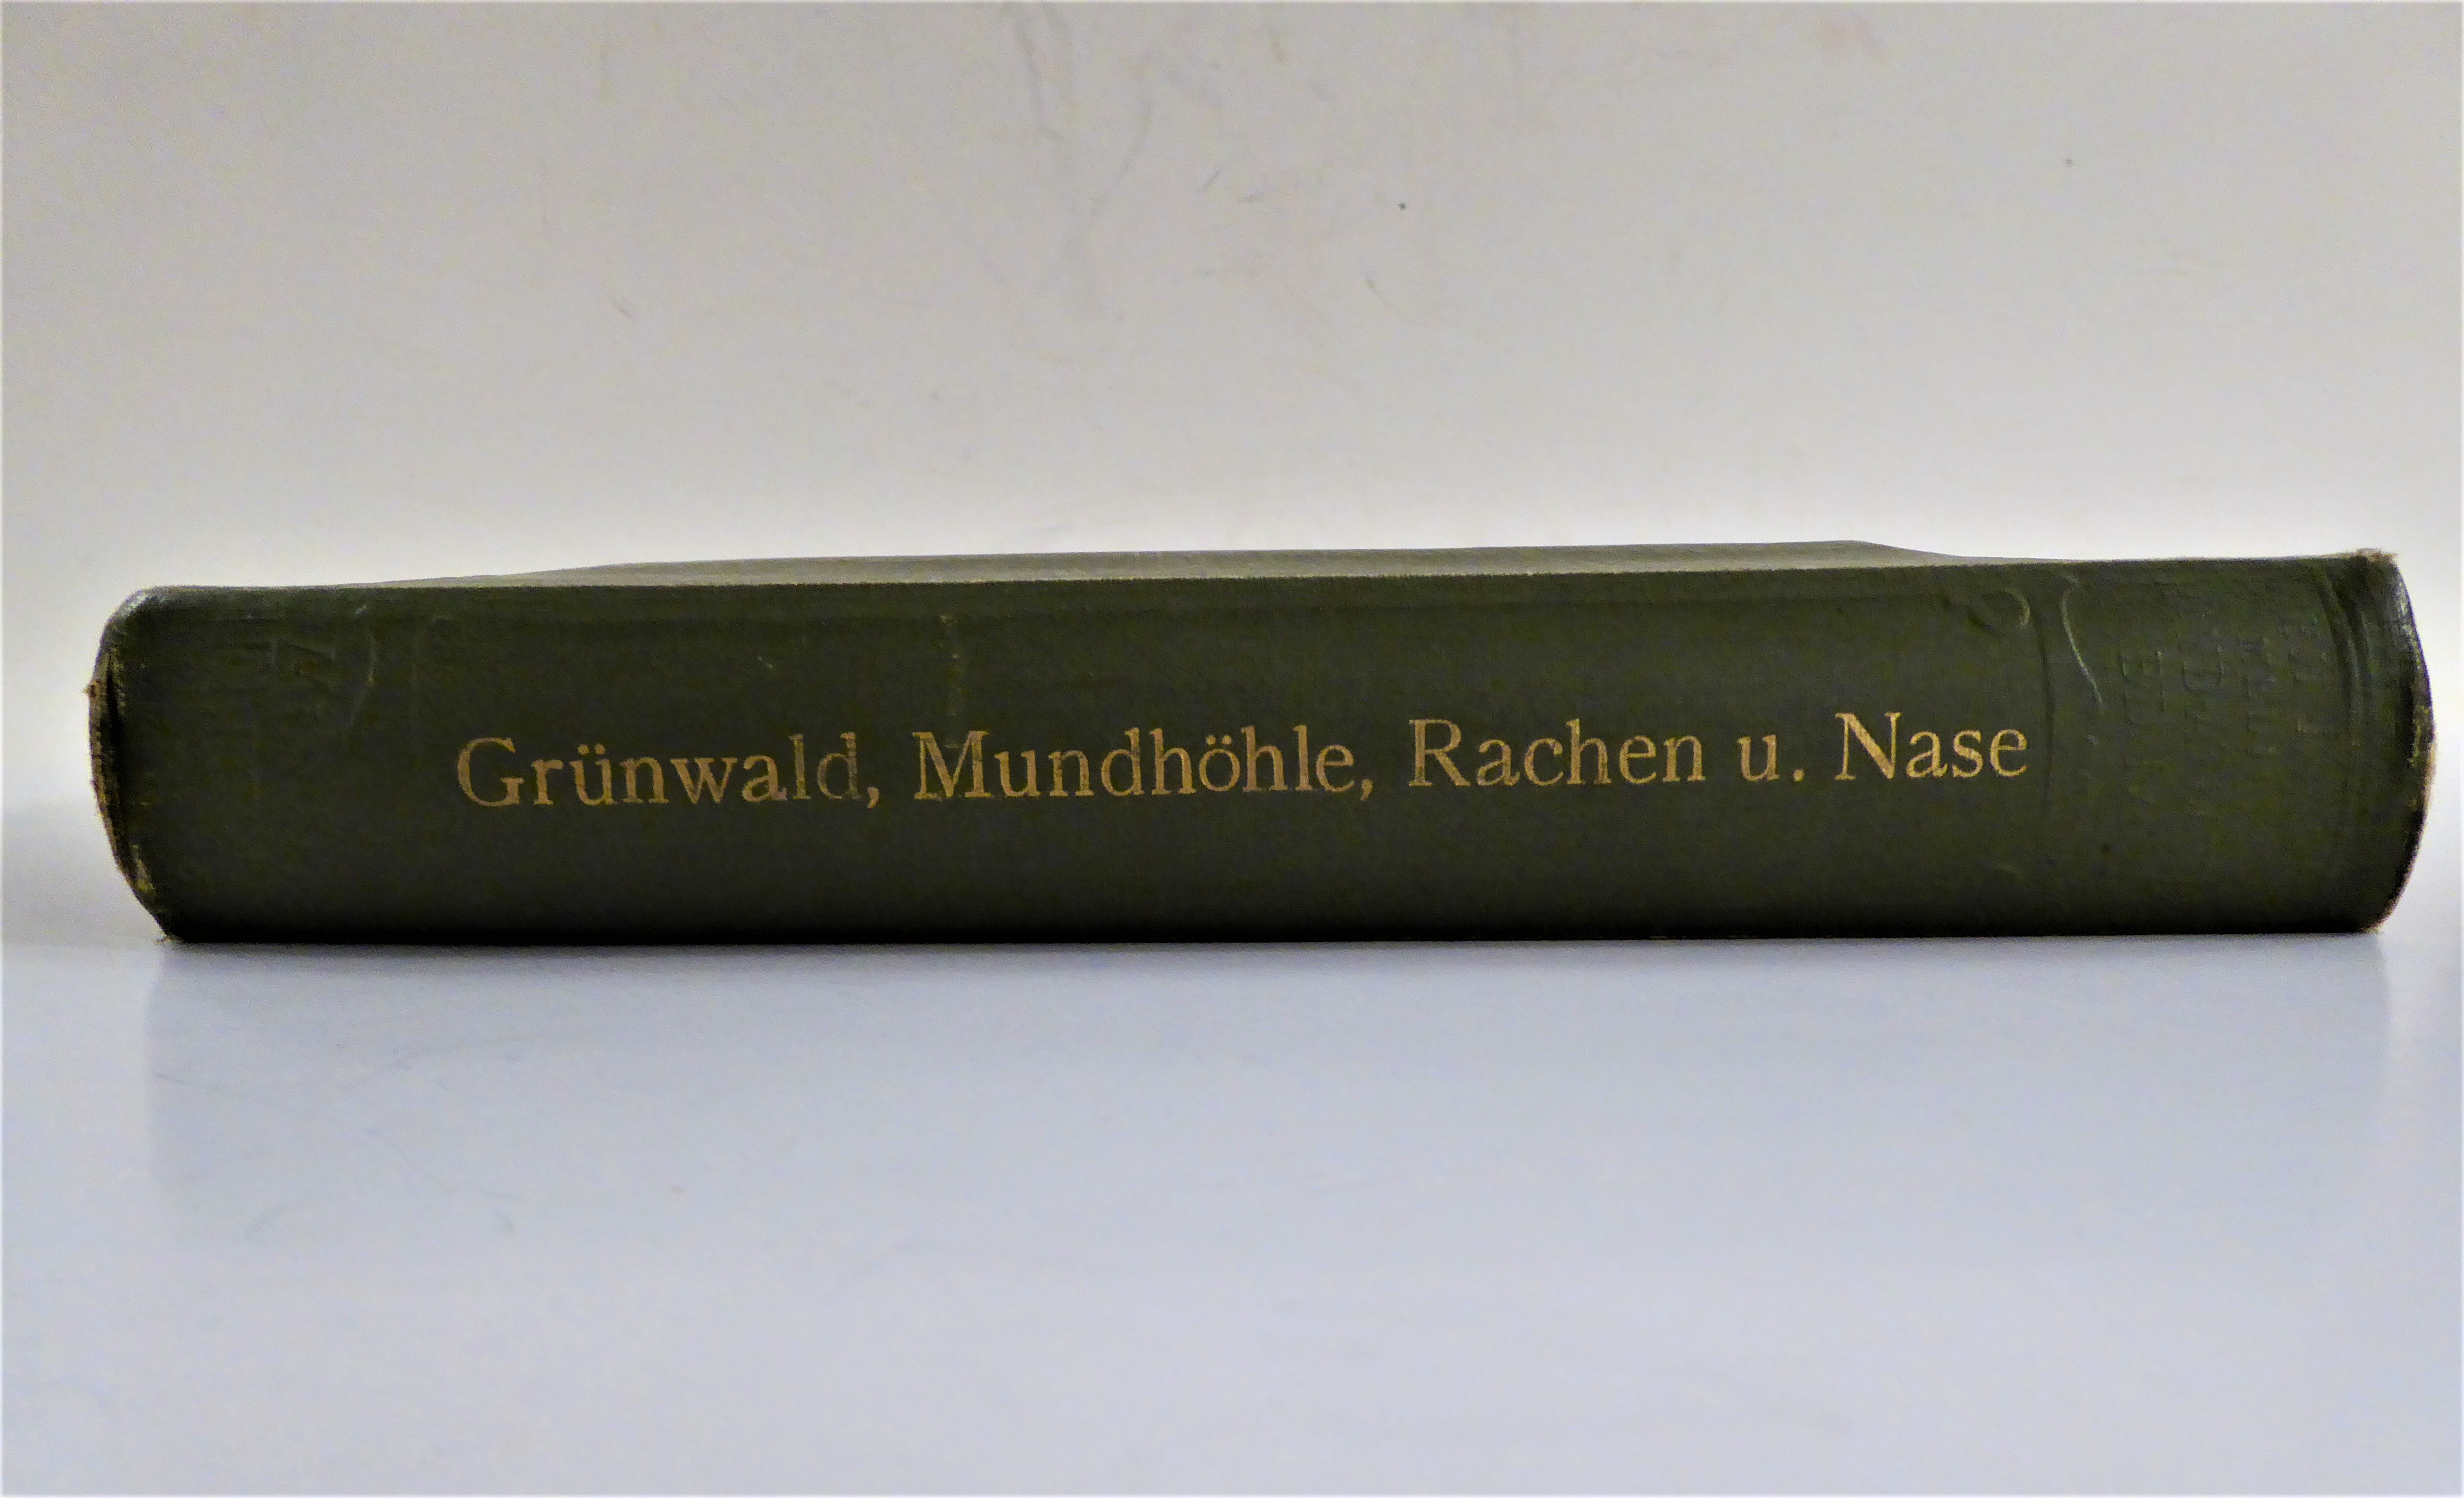 Grünwald, Mundhöhle, Rachen u. Nase